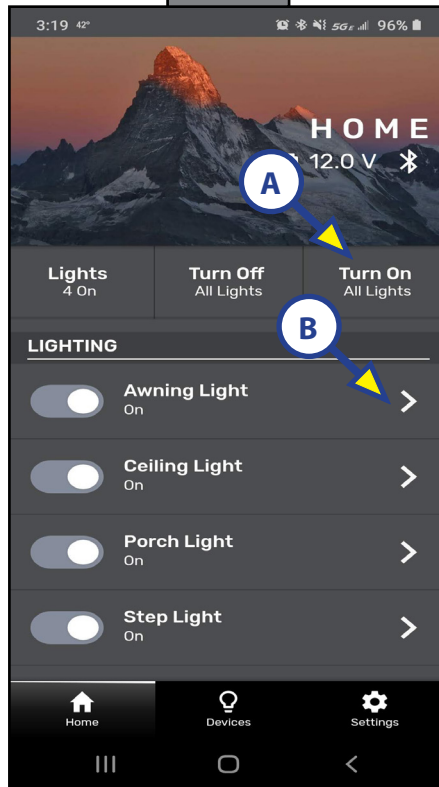 3:19 42° 5GE 96%
HOME
12.0 V
A
Lights
4 On
Turn Off
All Lights
Turn On
All Lights
B
LIGHTING
Awning Light
On
Ceiling Light
On
Porch Light
On
Step Light
On
Home
Devices
Settings